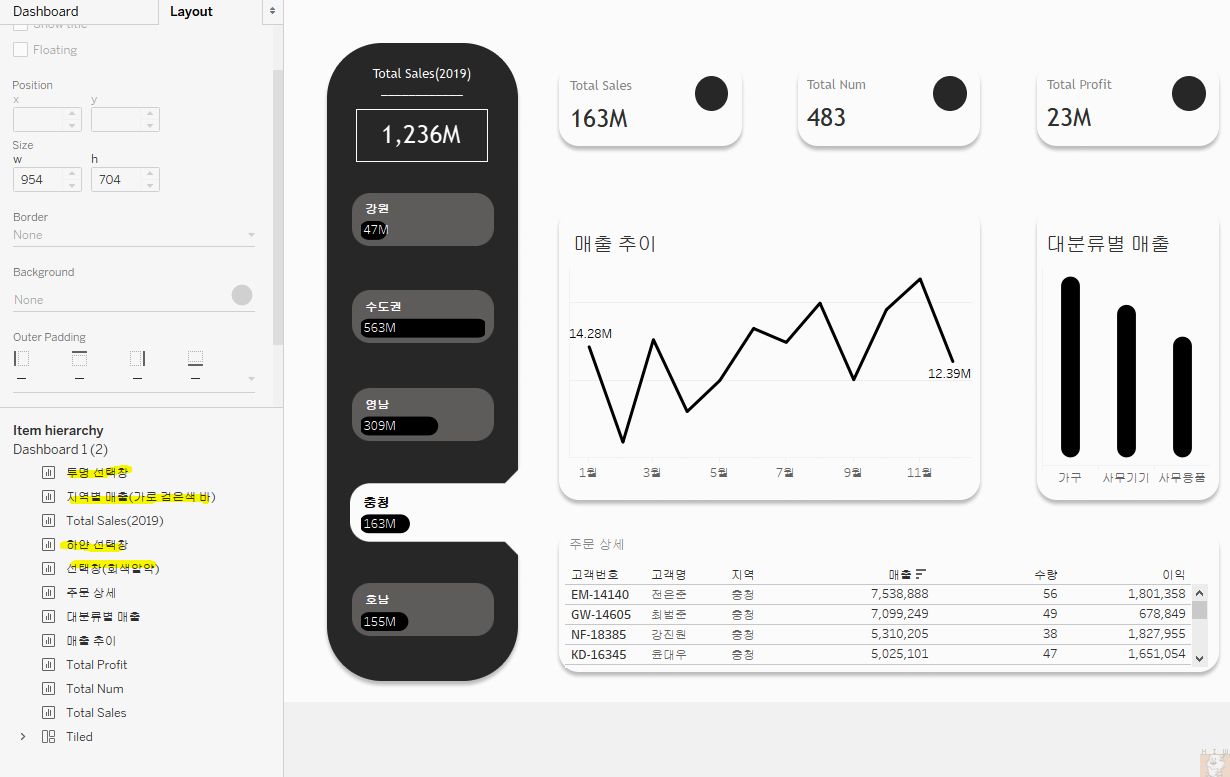 Dashboard
Layout
Show title
Floating
Position
x
y
Size
w
h
954
704
Border
None
Background
None
Outer Padding
Item hierarchy
Dashboard 1 (2)
투명 선택창
지역별 매출(가로 검은색 바)
Total Sales(2019)
하얀 선택창
선택창(회색알약)
주문 상세
대분류별 매출
매출 추이
Total Profit
Total Num
Total Sales
Tiled
Total Sales(2019)
1,236M
강원
47M
수도권
563M
영남
309M
충청
163M
호남
155M
Total Sales
163M
Total Num
483
Total Profit
23M
매출 추이
14.28M
12.39M
1월 3월 5월 7월 9월 11월
대분류별 매출
가구 사무기기 사무용품
주문 상세
고객번호 고객명 지역 매출 수량 이익
EM-14140 전은준 충청 7,538,888 56 1,801,358
GW-14605 최범준 충청 7,099,249 49 678,849
NF-18385 강진원 충청 5,310,205 38 1,827,955
KD-16345 윤대우 충청 5,025,101 47 1,651,054